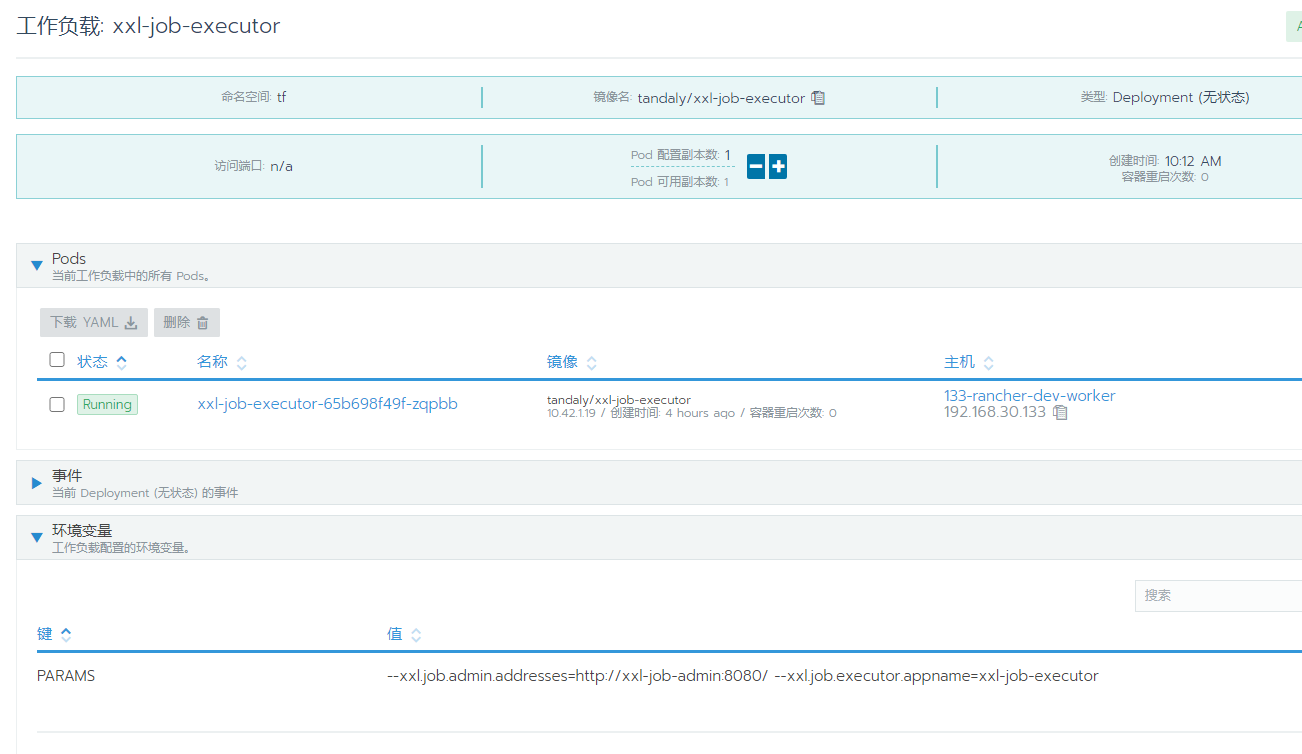 工作负载: xxl-job-executor
命名空间: tf
镜像名: tandaly/xxl-job-executor
类型: Deployment (无状态)
访问端口: n/a
Pod 配置副本数: 1
Pod 可用副本数: 1
创建时间: 10:12 AM
容器重启次数: 0
Pods
当前工作负载中的所有 Pods。
下载 YAML
删除
状态 名称 镜像 主机
Running xxl-job-executor-65b698f49f-zqpbb
tandaly/xxl-job-executor
10.42.1.19 / 创建时间: 4 hours ago / 容器重启次数: 0
133-rancher-dev-worker
192.168.30.133
事件
当前 Deployment (无状态) 的事件
环境变量
工作负载配置的环境变量。
搜索
键 值
PARAMS --xxl.job.admin.addresses=http://xxl-job-admin:8080/ --xxl.job.executor.appname=xxl-job-executor